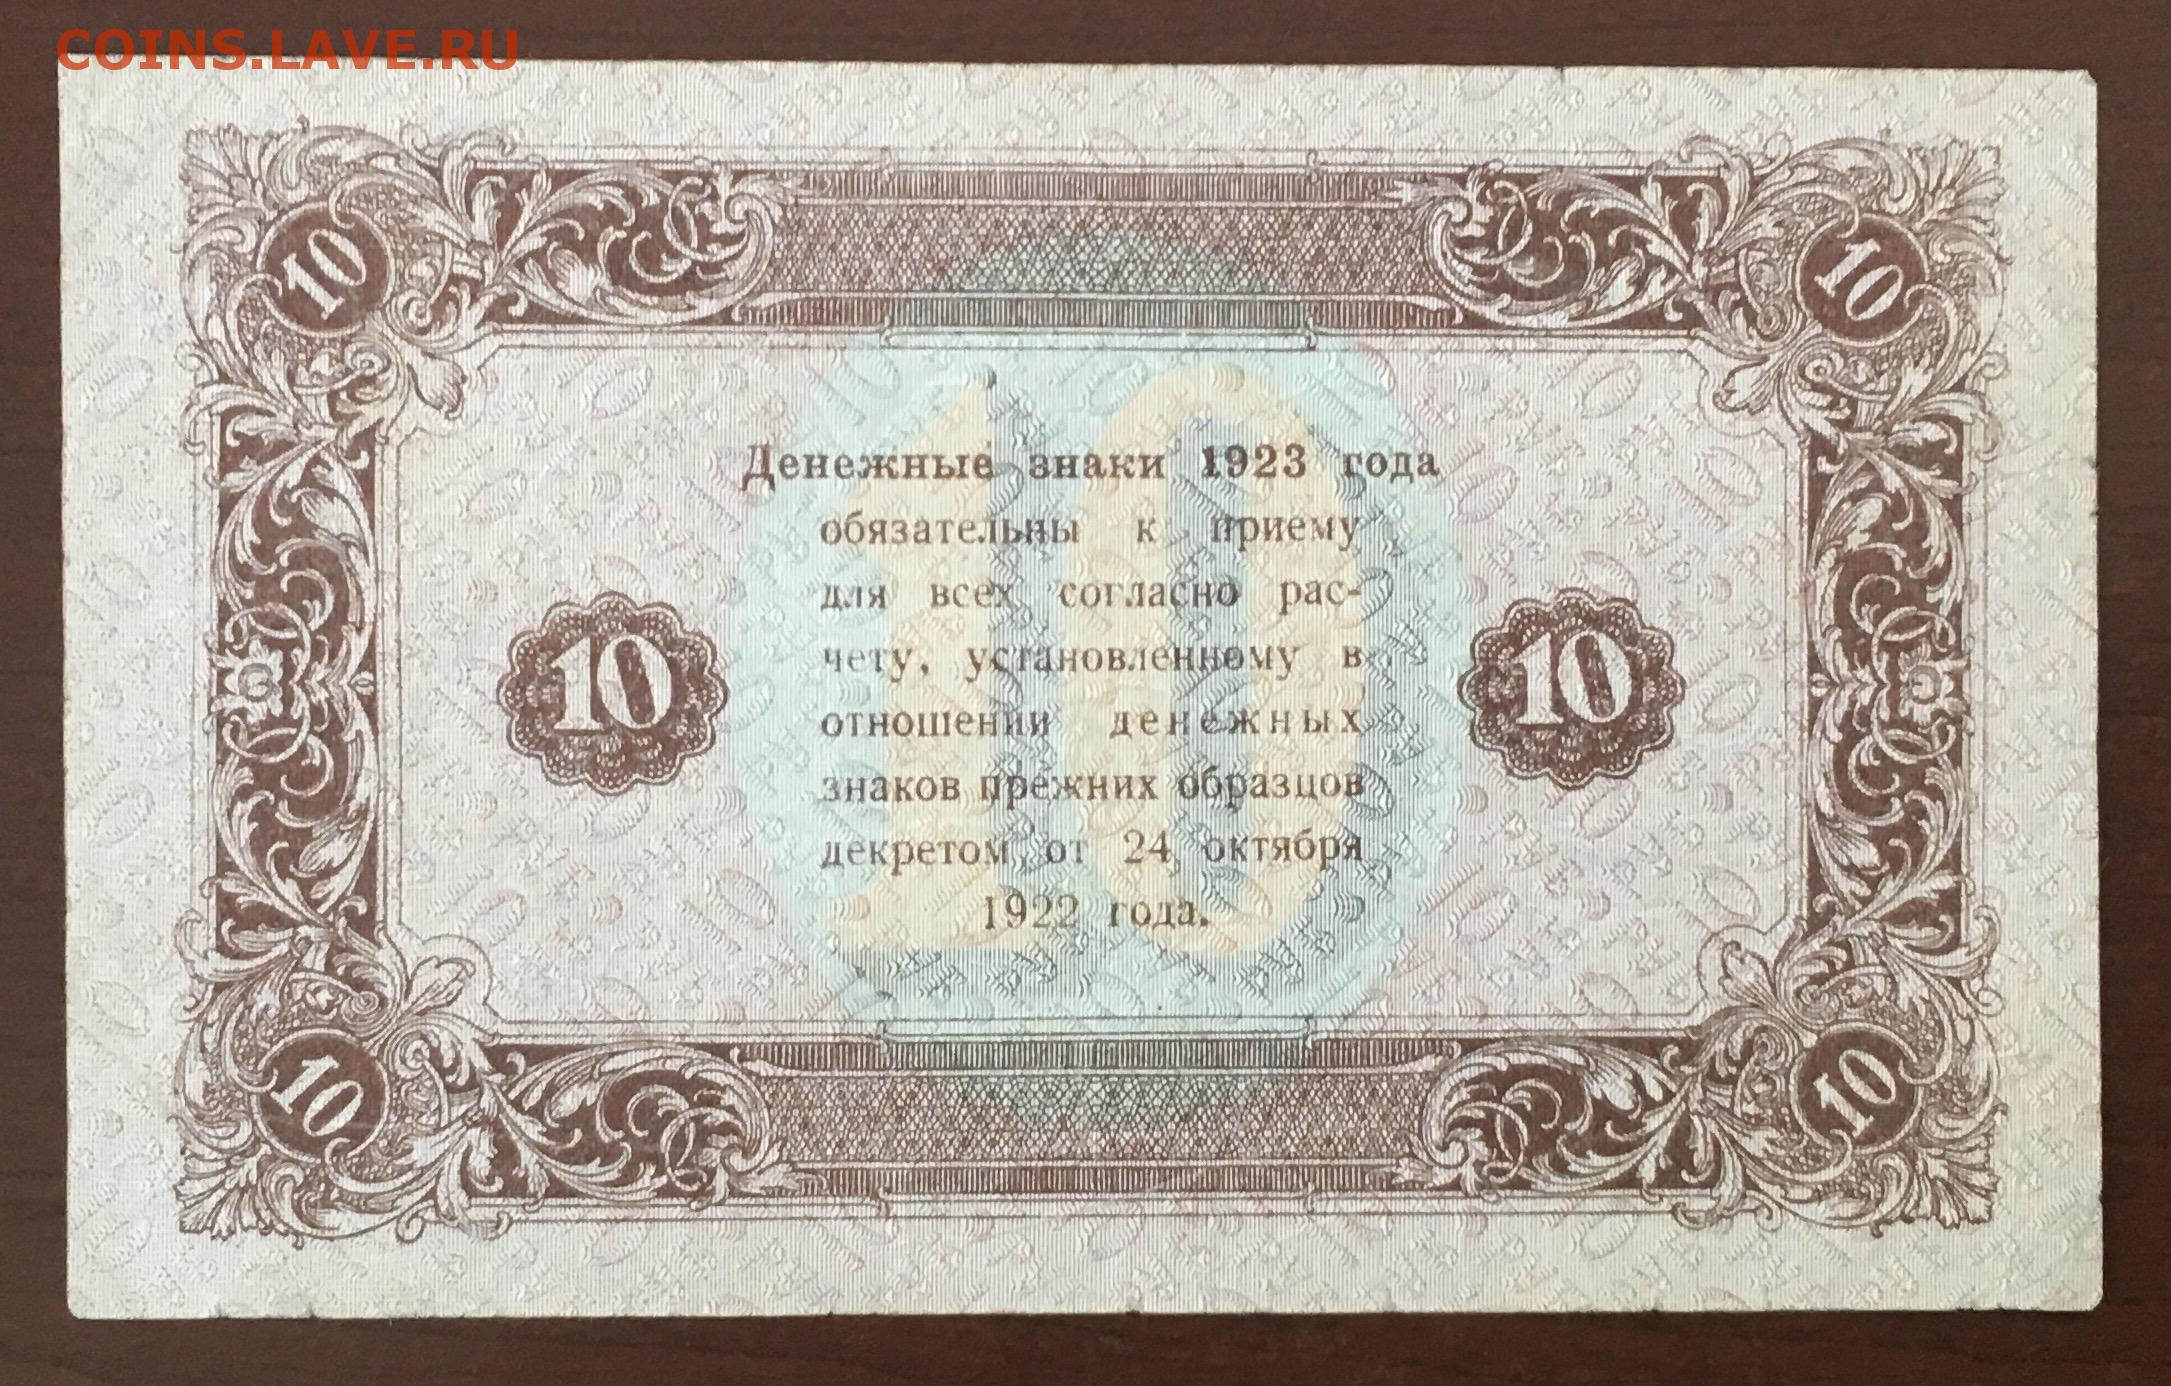 COINS.LAVE.RU
10 10
10
Денежные знаки 1923 года
обязательны к приему
для всех согласно рас-
чету, установленному в
отношении денежных
знаков прежних образцов
декретом от 24 октября
1922 года.
10 10
10 10